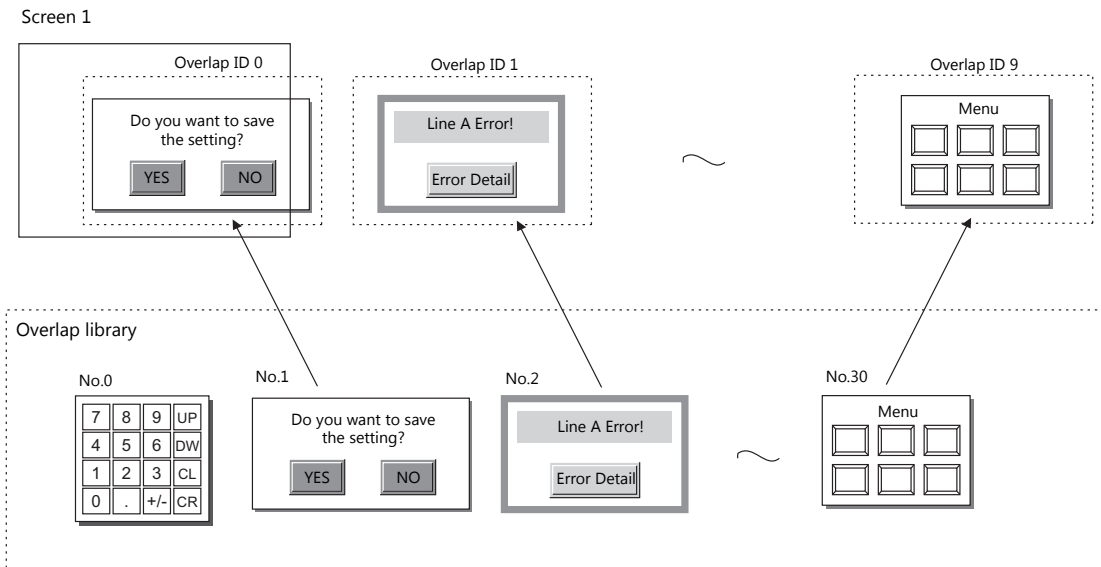 Screen 1
Overlap ID 0
Overlap ID 1
Overlap ID 9
Do you want to save
the setting?
YES NO
Line A Error!
Error Detail
Menu
Overlap library
No.0
7 8 9 UP
4 5 6 DW
1 2 3 CL
0 . +/- CR
No.1
Do you want to save
the setting?
YES NO
No.2
Line A Error!
Error Detail
No.30
Menu